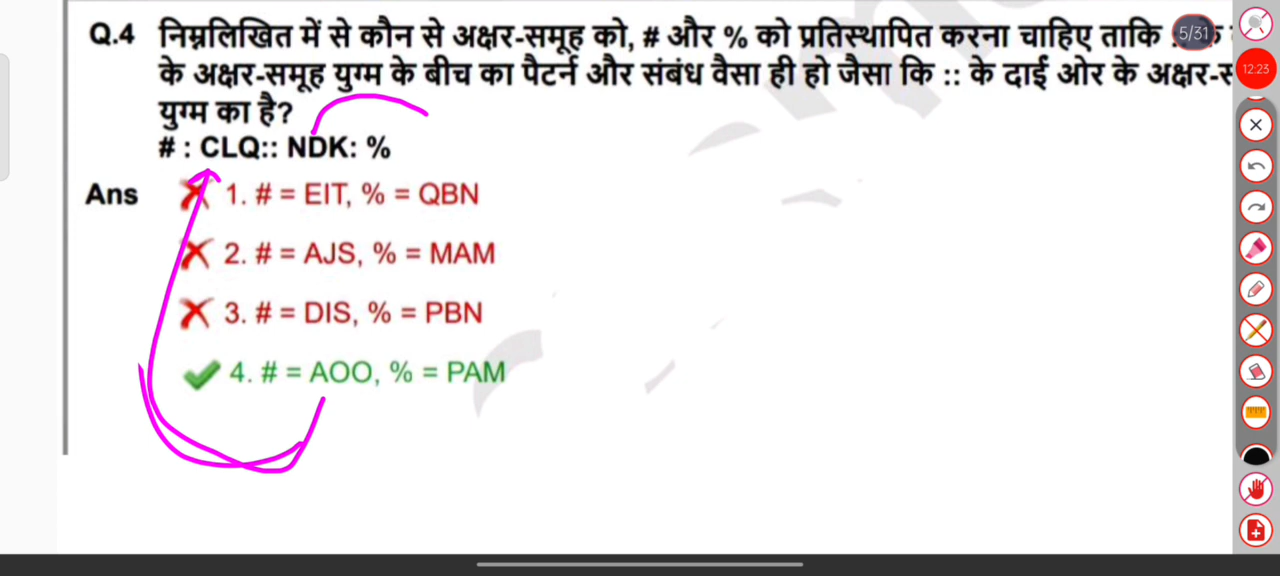 Q.4 निम्नलिखित में से कौन से अक्षर-समूह को, # और % को प्रतिस्थापित करना चाहिए ताकि
5/31
के अक्षर-समूह युग्म के बीच का पैटर्न और संबंध वैसा ही हो जैसा कि :: के दाईं ओर के अक्षर-स
12:23
युग्म का है?
# : CLQ:: NDK: %
Ans 1. # = EIT, % = QBN
2. # = AJS, % = MAM
3. # = DIS, % = PBN
4. # = AOO, % = PAM